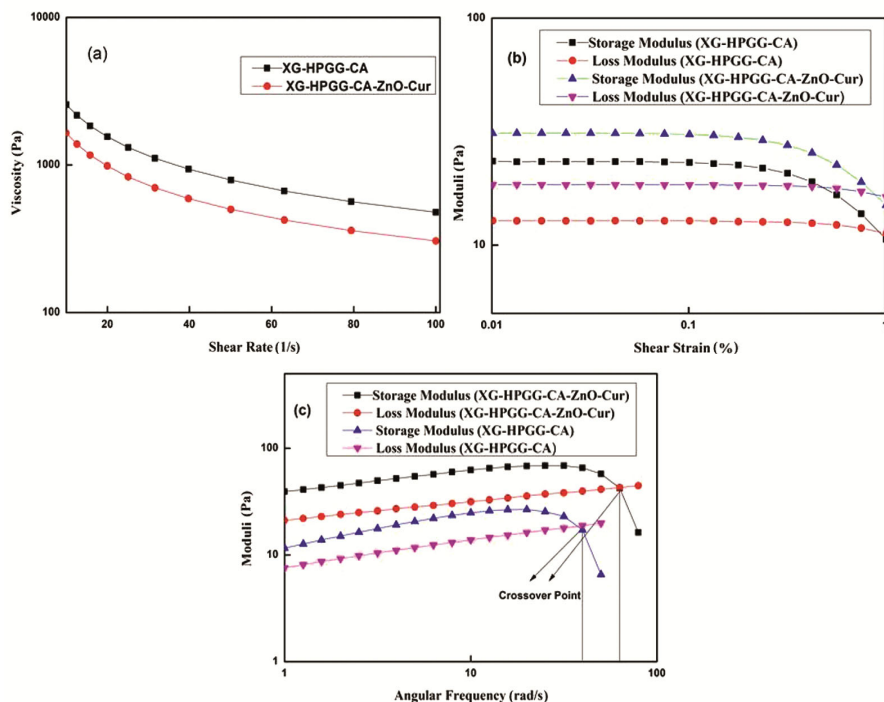 (a)
XG-HPGG-CA
XG-HPGG-CA-ZnO-Cur
10000
1000
100
Viscosity (Pa)
20
40
60
80
100
Shear Rate (1/s)
(b)
Storage Modulus (XG-HPGG-CA)
Loss Modulus (XG-HPGG-CA)
Storage Modulus (XG-HPGG-CA-ZnO-Cur)
Loss Modulus (XG-HPGG-CA-ZnO-Cur)
100
10
Moduli (Pa)
0.01
0.1
1
Shear Strain (%)
(c)
Storage Modulus (XG-HPGG-CA-ZnO-Cur)
Loss Modulus (XG-HPGG-CA-ZnO-Cur)
Storage Modulus (XG-HPGG-CA)
Loss Modulus (XG-HPGG-CA)
100
10
1
Moduli (Pa)
Crossover Point
1
10
100
Angular Frequency (rad/s)